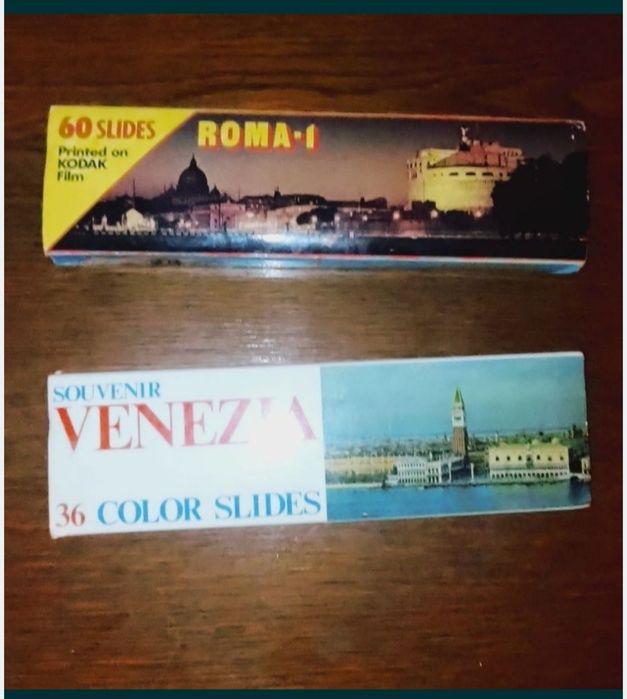 60 SLIDES
Printed on
KODAK
Film
ROMA-1
SOUVENIR
VENEZIA
36 COLOR SLIDES